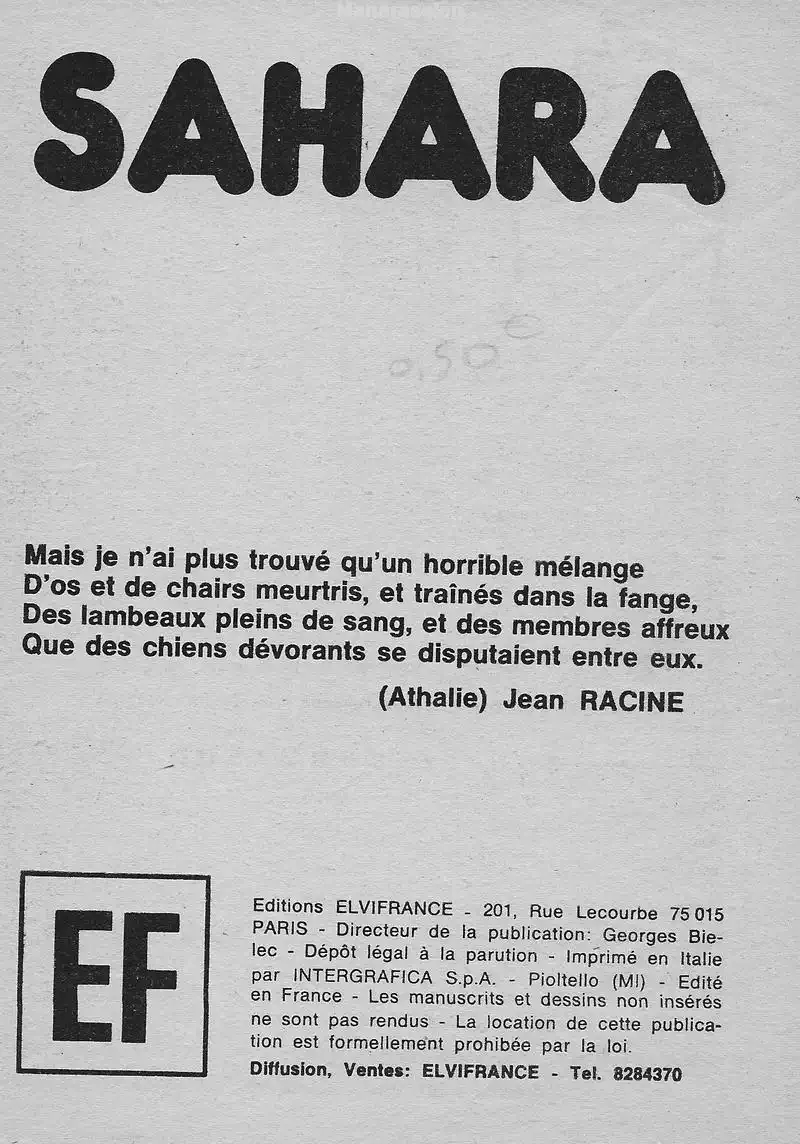 SAHARA
0,50 €
Mais je n'ai plus trouvé qu'un horrible mélange
D'os et de chairs meurtris, et traînés dans la fange,
Des lambeaux pleins de sang, et des membres affreux
Que des chiens dévorants se disputaient entre eux.
(Athalie) Jean RACINE
EF
Editions ELVIFRANCE - 201, Rue Lecourbe 75 015
PARIS - Directeur de la publication: Georges Bie-
lec - Dépôt légal à la parution - Imprimé en Italie
par INTERGRAFICA S.p.A. - Pioltello (MI) - Edité
en France - Les manuscrits et dessins non insérés
ne sont pas rendus - La location de cette publica-
tion est formellement prohibée par la loi.
Diffusion, Ventes: ELVIFRANCE - Tel. 8284370